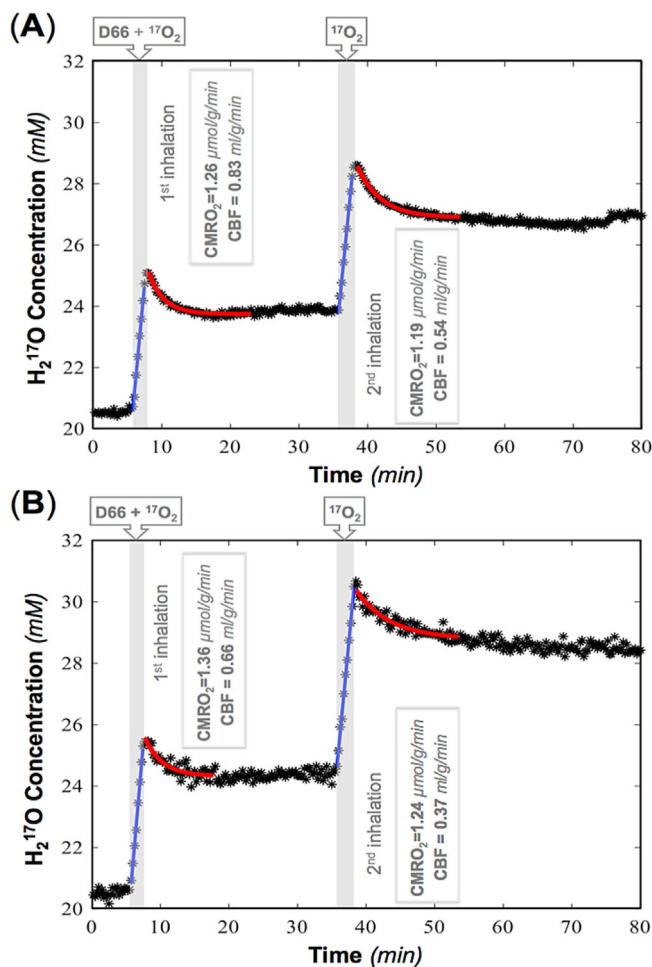 (A)
D66 + ¹⁷O₂
¹⁷O₂
32
30
28
26
24
22
20
H₂¹⁷O Concentration (mM)
1ˢᵗ inhalation
CMRO₂=1.26 μmol/g/min
CBF = 0.83 ml/g/min
2ⁿᵈ inhalation
CMRO₂=1.19 μmol/g/min
CBF = 0.54 ml/g/min
0 10 20 30 40 50 60 70 80
Time (min)
(B)
D66 + ¹⁷O₂
¹⁷O₂
32
30
28
26
24
22
20
H₂¹⁷O Concentration (mM)
1ˢᵗ inhalation
CMRO₂=1.36 μmol/g/min
CBF = 0.66 ml/g/min
2ⁿᵈ inhalation
CMRO₂=1.24 μmol/g/min
CBF = 0.37 ml/g/min
0 10 20 30 40 50 60 70 80
Time (min)